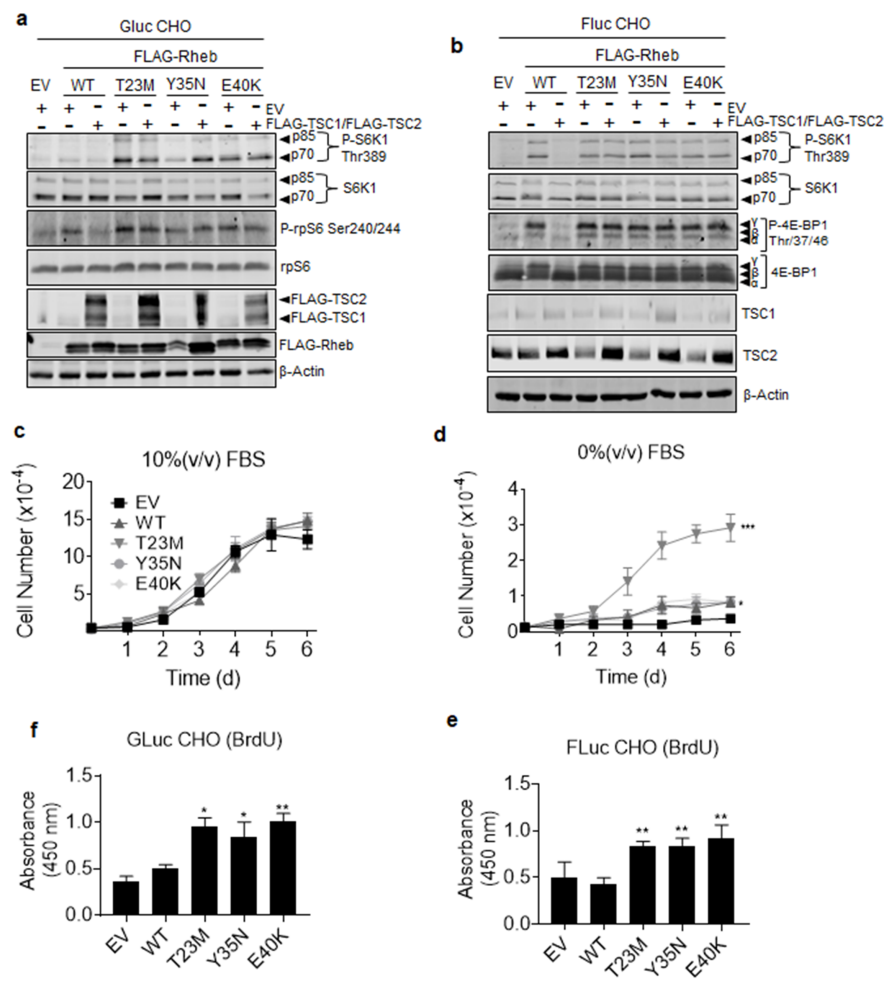 a
Gluc CHO
FLAG-Rheb
EV WT T23M Y35N E40K
+ + - + - + - + - EV
- - + - + - + - + FLAG-TSC1/FLAG-TSC2
p85
p70
P-S6K1
Thr389
p85
p70
S6K1
P-rpS6 Ser240/244
rpS6
FLAG-TSC2
FLAG-TSC1
FLAG-Rheb
β-Actin
b
Fluc CHO
FLAG-Rheb
EV WT T23M Y35N E40K
+ + - + - + - + - EV
- - + - + - + - + FLAG-TSC1/FLAG-TSC2
p85
p70
P-S6K1
Thr389
p85
p70
S6K1
γ
β
α
P-4E-BP1
Thr/37/46
γ
β
α
4E-BP1
TSC1
TSC2
β-Actin
c
10%(v/v) FBS
Cell Number (x10-4)
20
15
10
5
EV
WT
T23M
Y35N
E40K
1 2 3 4 5 6
Time (d)
d
0%(v/v) FBS
Cell Number (x10-4)
4
3
2
1
0
***
*
1 2 3 4 5 6
Time (d)
f
GLuc CHO (BrdU)
Absorbance
(450 nm)
1.5
1.0
0.5
0.0
* * **
EV WT T23M Y35N E40K
e
FLuc CHO (BrdU)
Absorbance
(450 nm)
1.5
1.0
0.5
0.0
** ** **
EV WT T23M Y35N E40K